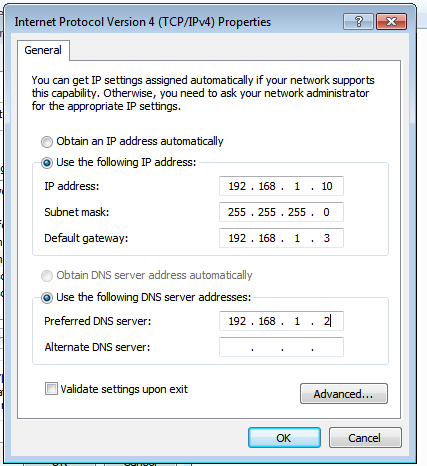 Internet Protocol Version 4 (TCP/IPv4) Properties
General
You can get IP settings assigned automatically if your network supports
this capability. Otherwise, you need to ask your network administrator
for the appropriate IP settings.
Obtain an IP address automatically
Use the following IP address:
IP address: 192 . 168 . 1 . 10
Subnet mask: 255 . 255 . 255 . 0
Default gateway: 192 . 168 . 1 . 3
Obtain DNS server address automatically
Use the following DNS server addresses:
Preferred DNS server: 192 . 168 . 1 . 2
Alternate DNS server: . . .
Validate settings upon exit
Advanced...
OK Cancel